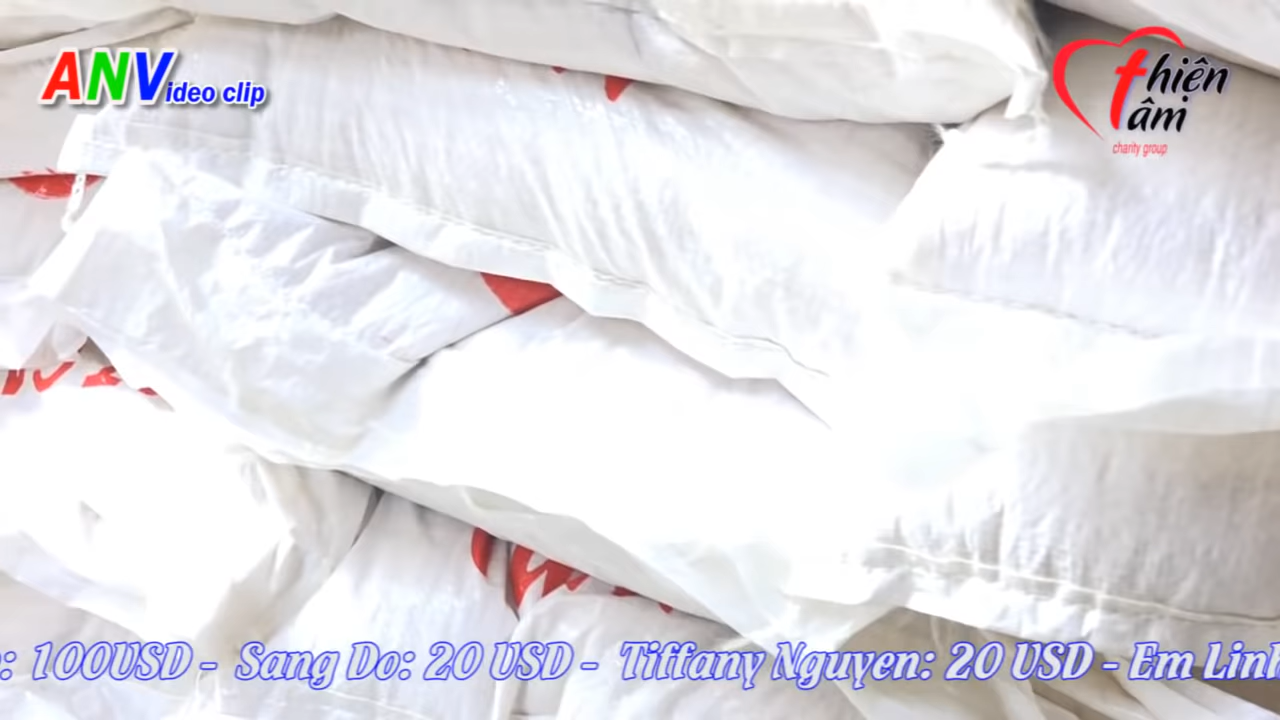 ANVideo clip
thiện
tâm
charity group
: 100USD - Sang Do: 20 USD - Tiffany Nguyen: 20 USD - Em Linh